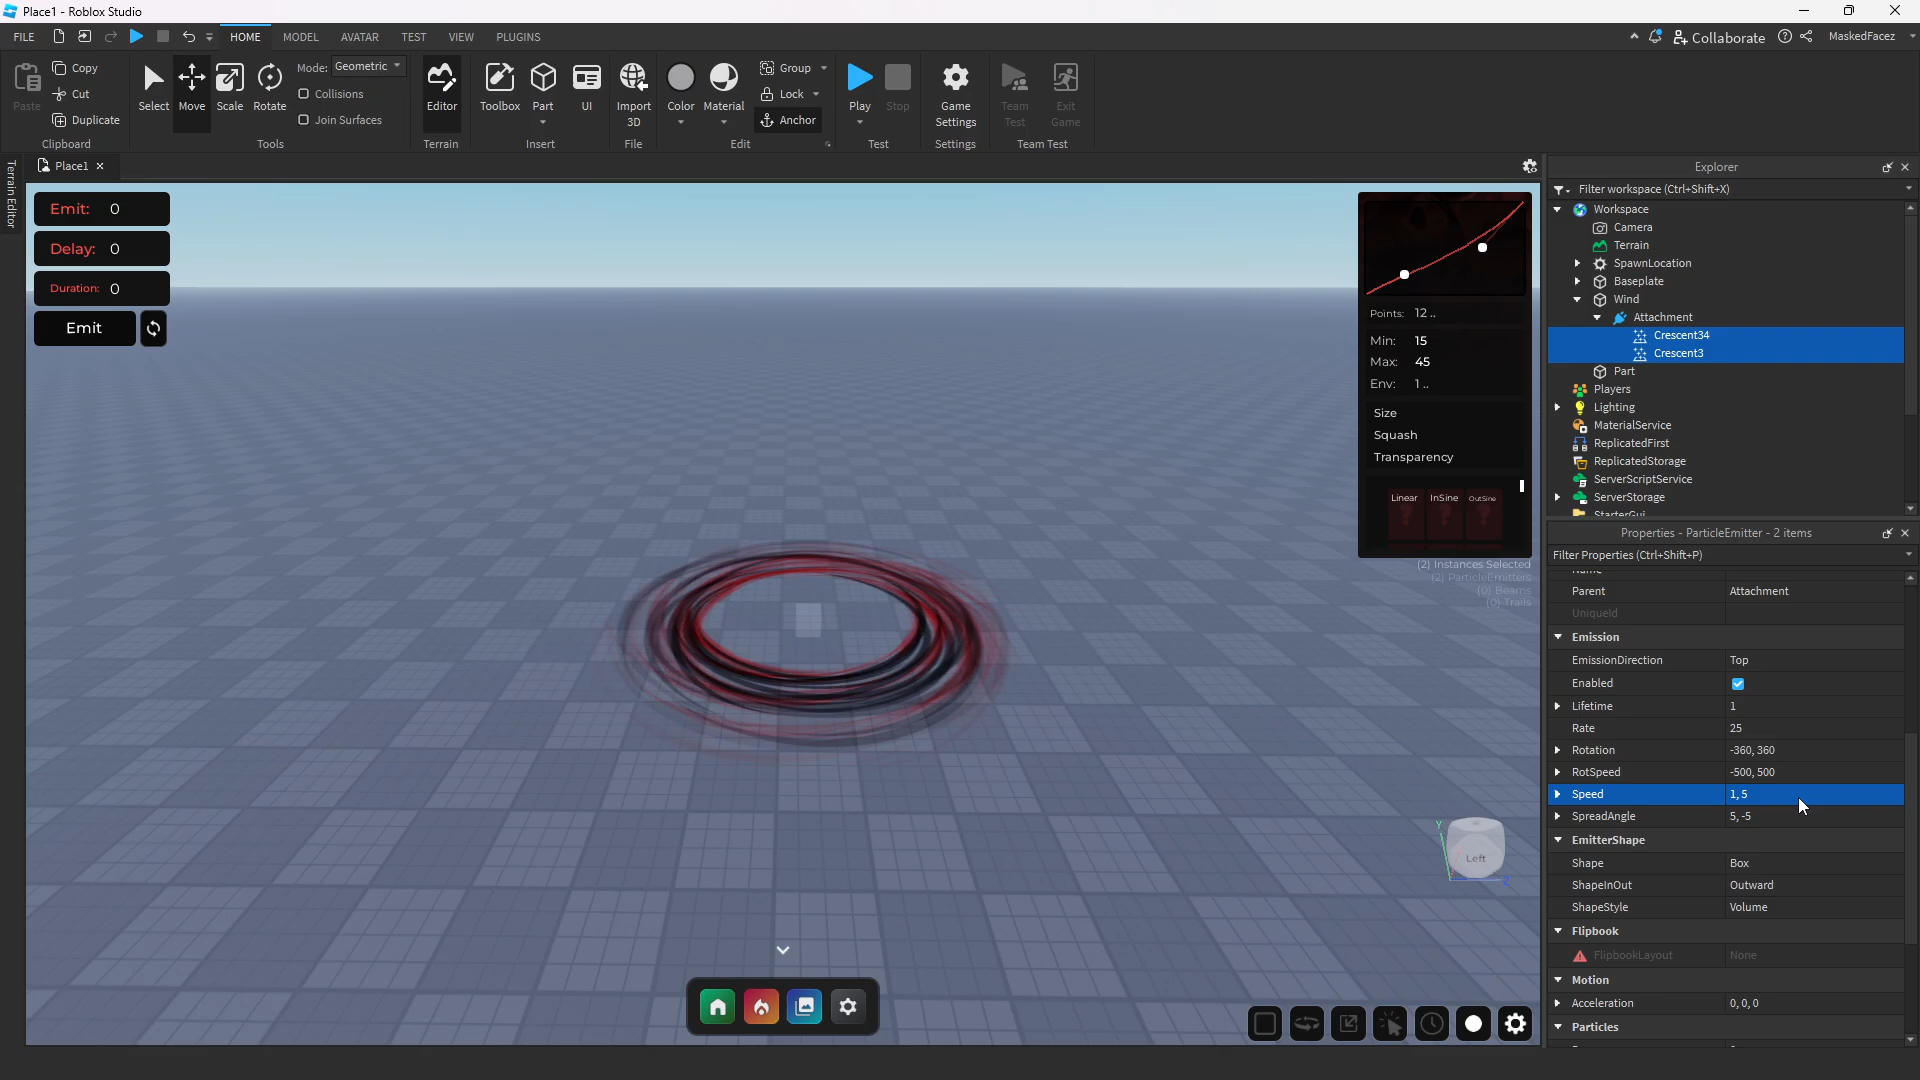 Place1 - Roblox Studio
FILE HOME MODEL AVATAR TEST VIEW PLUGINS Collaborate MaskedFacez
Paste Copy Cut Duplicate Clipboard
Select Move Scale Rotate Mode: Geometric Collisions Join Surfaces Tools
Editor Terrain
Toolbox Part UI Insert
Import 3D File
Color Material Group Lock Anchor Edit
Play Stop Test
Game Settings Settings
Team Test Exit Game Team Test
Terrain Editor
Place1
Emit: 0
Delay: 0
Duration: 0
Emit
Points: 12 ..
Min: 15
Max: 45
Env: 1 ..
Size
Squash
Transparency
Linear InSine OutSine
? ? ?
(2) Instances Selected
(2) ParticleEmitters
(0) Beams
(0) Trails
Y
Left
Z
Explorer
Filter workspace (Ctrl+Shift+X)
Workspace
Camera
Terrain
SpawnLocation
Baseplate
Wind
Attachment
Crescent34
Crescent3
Part
Players
Lighting
MaterialService
ReplicatedFirst
ReplicatedStorage
ServerScriptService
ServerStorage
StarterGui
Properties - ParticleEmitter - 2 items
Filter Properties (Ctrl+Shift+P)
Name
Parent Attachment
UniqueId
Emission
EmissionDirection Top
Enabled
Lifetime 1
Rate 25
Rotation -360, 360
RotSpeed -500, 500
Speed 1, 5
SpreadAngle 5, -5
EmitterShape
Shape Box
ShapeInOut Outward
ShapeStyle Volume
Flipbook
FlipbookLayout None
Motion
Acceleration 0, 0, 0
Particles